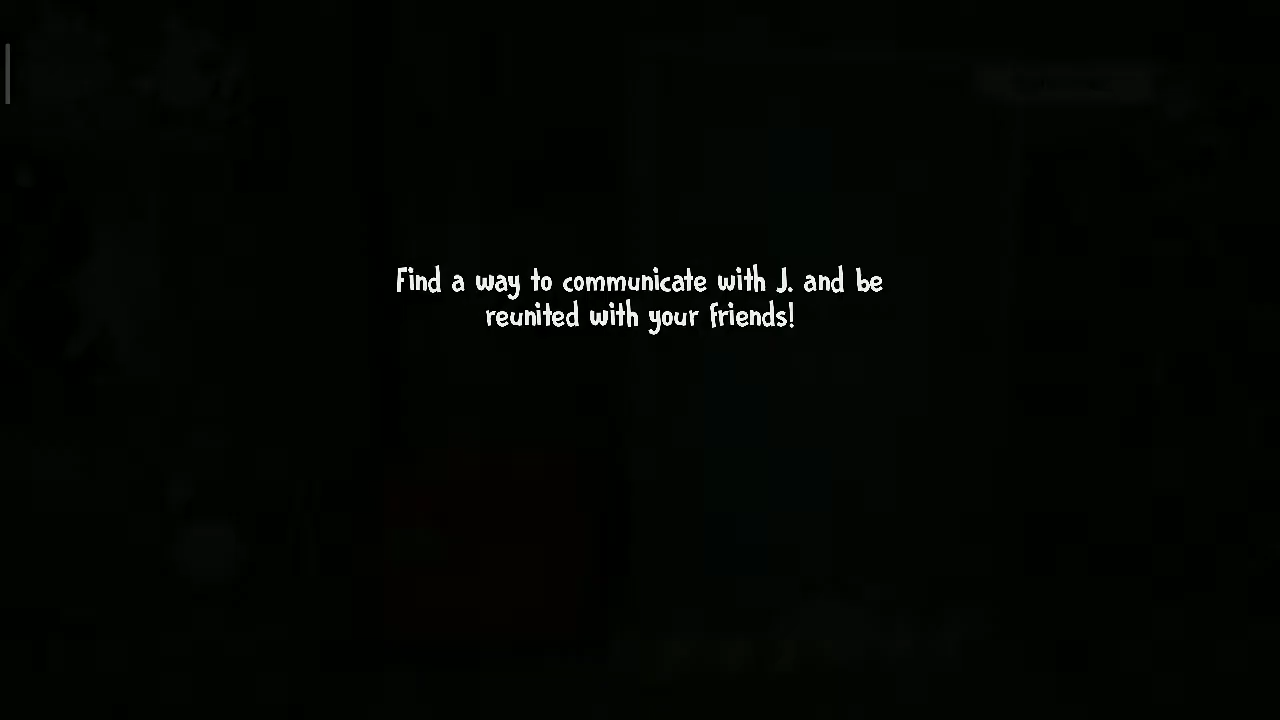 Find a way to communicate with J. and be
reunited with your friends!